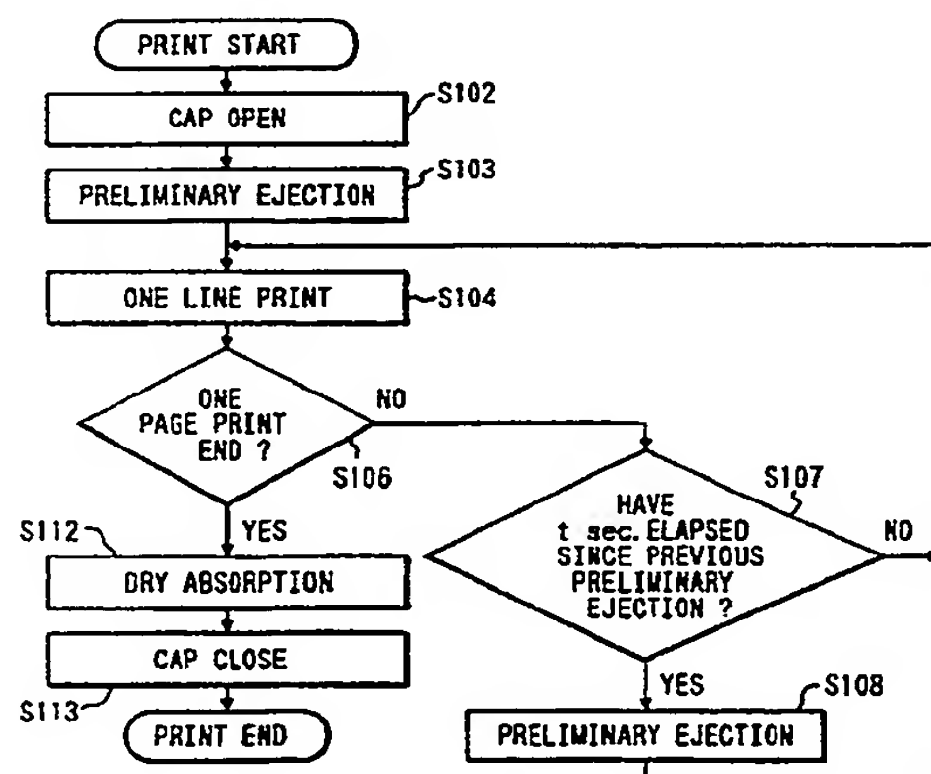 PRINT START
CAP OPEN
S102
PRELIMINARY EJECTION
S103
ONE LINE PRINT
S104
ONE
PAGE PRINT
END ?
NO
S106
YES
HAVE
t sec. ELAPSED
SINCE PREVIOUS
PRELIMINARY
EJECTION ?
S107
NO
YES
S112
DRY ABSORPTION
CAP CLOSE
S113
PRINT END
PRELIMINARY EJECTION
S108